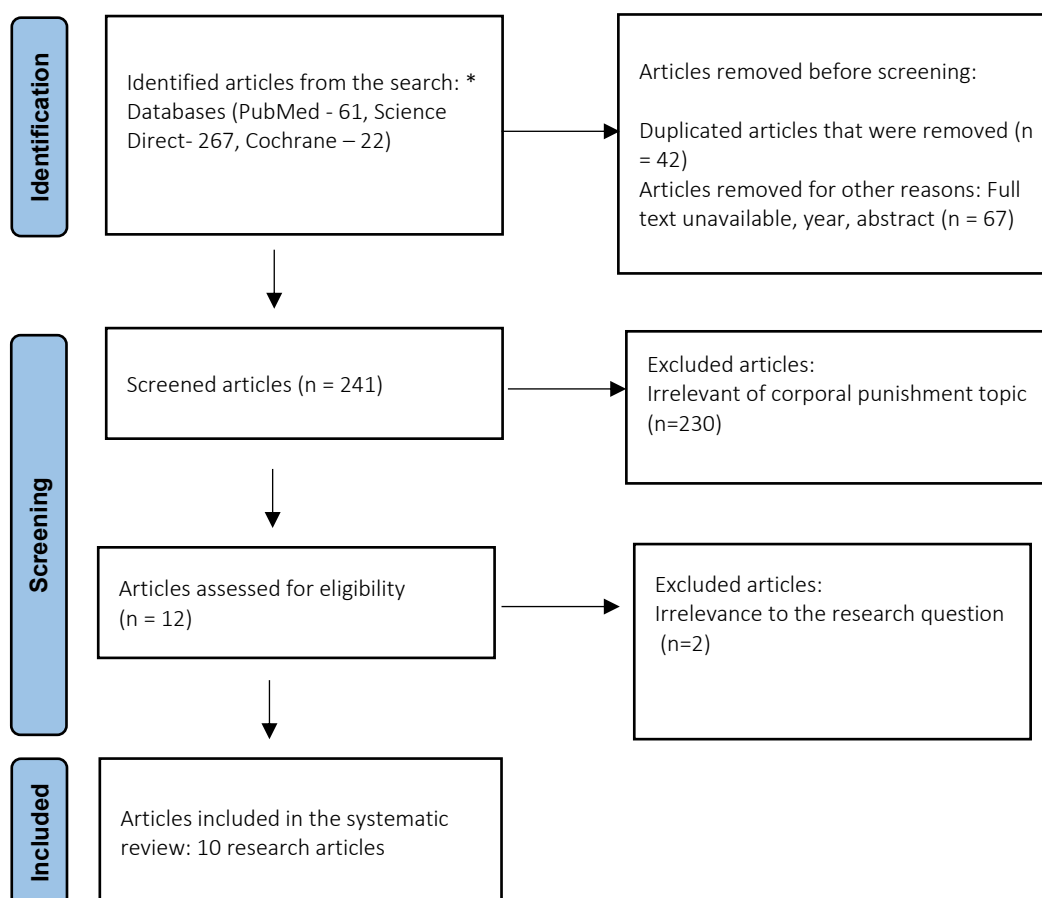 Identification
Identified articles from the search: *
Databases (PubMed - 61, Science
Direct- 267, Cochrane – 22)
Articles removed before screening:
Duplicated articles that were removed (n
= 42)
Articles removed for other reasons: Full
text unavailable, year, abstract (n = 67)
Screening
Screened articles (n = 241)
Excluded articles:
Irrelevant of corporal punishment topic
(n=230)
Articles assessed for eligibility
(n = 12)
Excluded articles:
Irrelevance to the research question
(n=2)
Included
Articles included in the systematic
review: 10 research articles